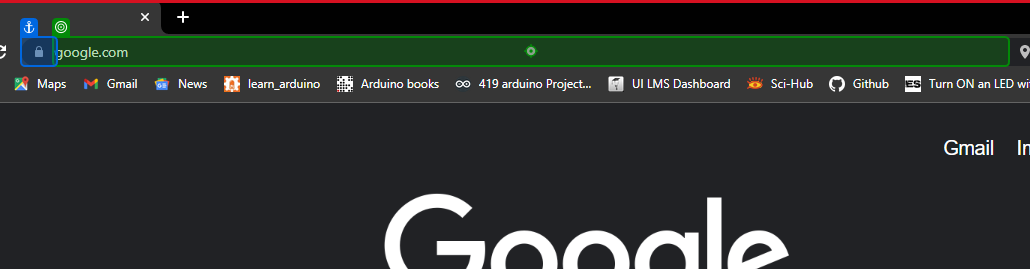 google.com
Maps Gmail News learn_arduino Arduino books 419 arduino Project... UI LMS Dashboard Sci-Hub Github Turn ON an LED wi
Gmail
Google